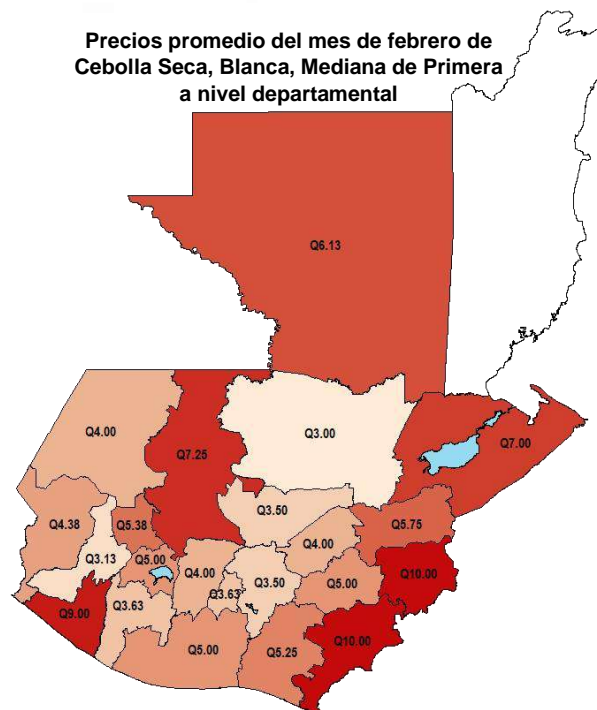 Precios promedio del mes de febrero de
Cebolla Seca, Blanca, Mediana de Primera
a nivel departamental
Q6.13
Q4.00
Q3.00
Q7.00
Q7.25
Q3.50
Q4.38
Q5.38
Q5.75
Q4.00
Q3.13
Q5.00
Q4.00
Q3.50
Q5.00
Q10.00
Q3.63
Q9.00
Q3.63
Q10.00
Q5.00
Q5.25